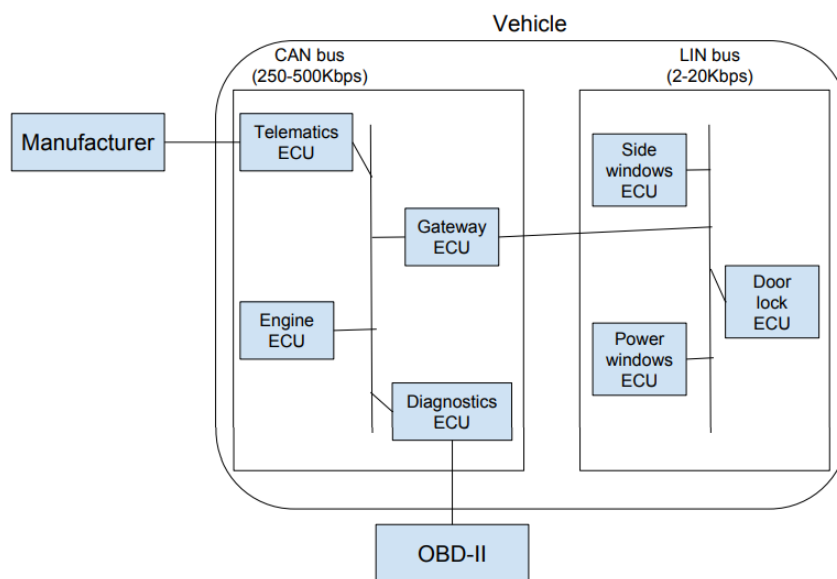 Vehicle
CAN bus
(250-500Kbps)
LIN bus
(2-20Kbps)
Manufacturer
Telematics
ECU
Side
windows
ECU
Gateway
ECU
Door
lock
ECU
Engine
ECU
Power
windows
ECU
Diagnostics
ECU
OBD-II